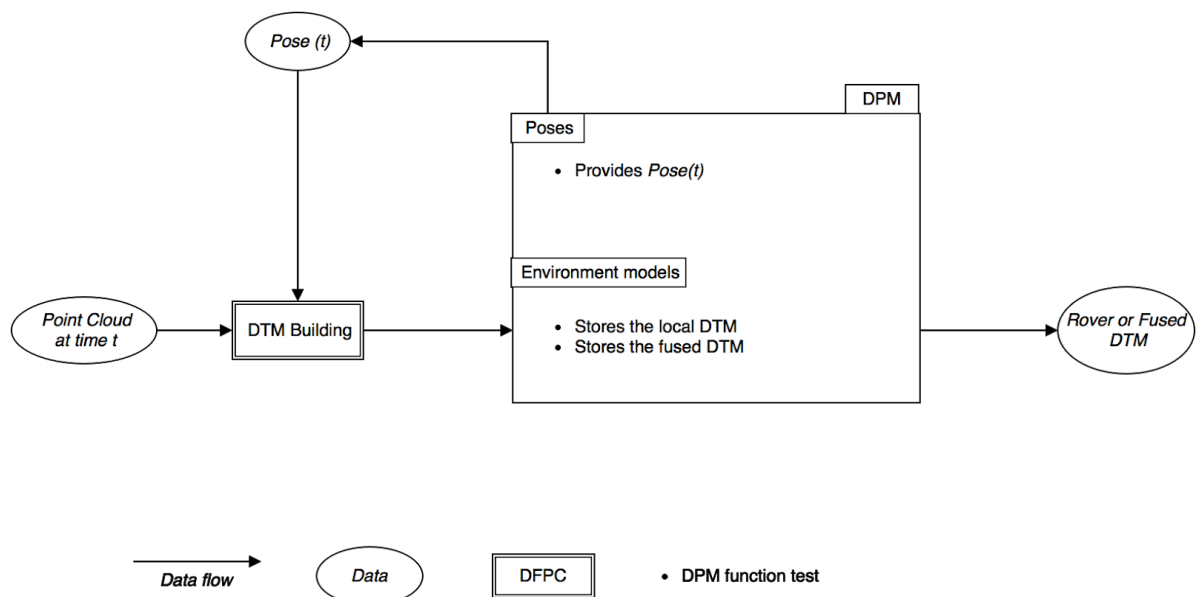 Pose (t)
DPM
Poses
• Provides Pose(t)
Environment models
Point Cloud
at time t
DTM Building
• Stores the local DTM
• Stores the fused DTM
Rover or Fused
DTM
Data flow
Data
DFPC
• DPM function test